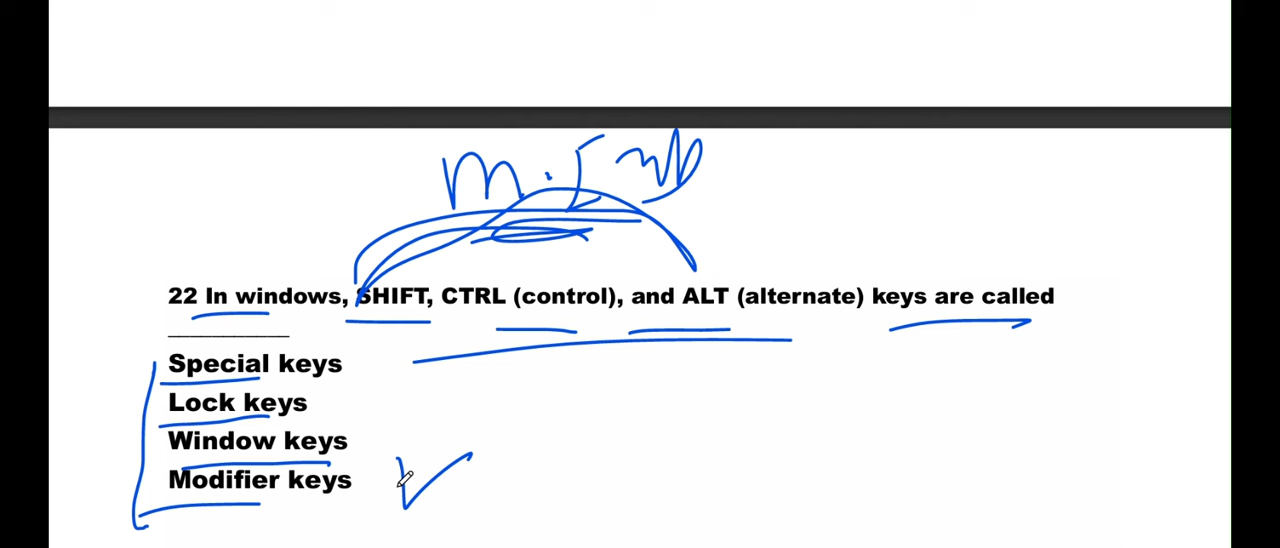 22 In windows, SHIFT, CTRL (control), and ALT (alternate) keys are called
___________
Special keys
Lock keys
Window keys
Modifier keys